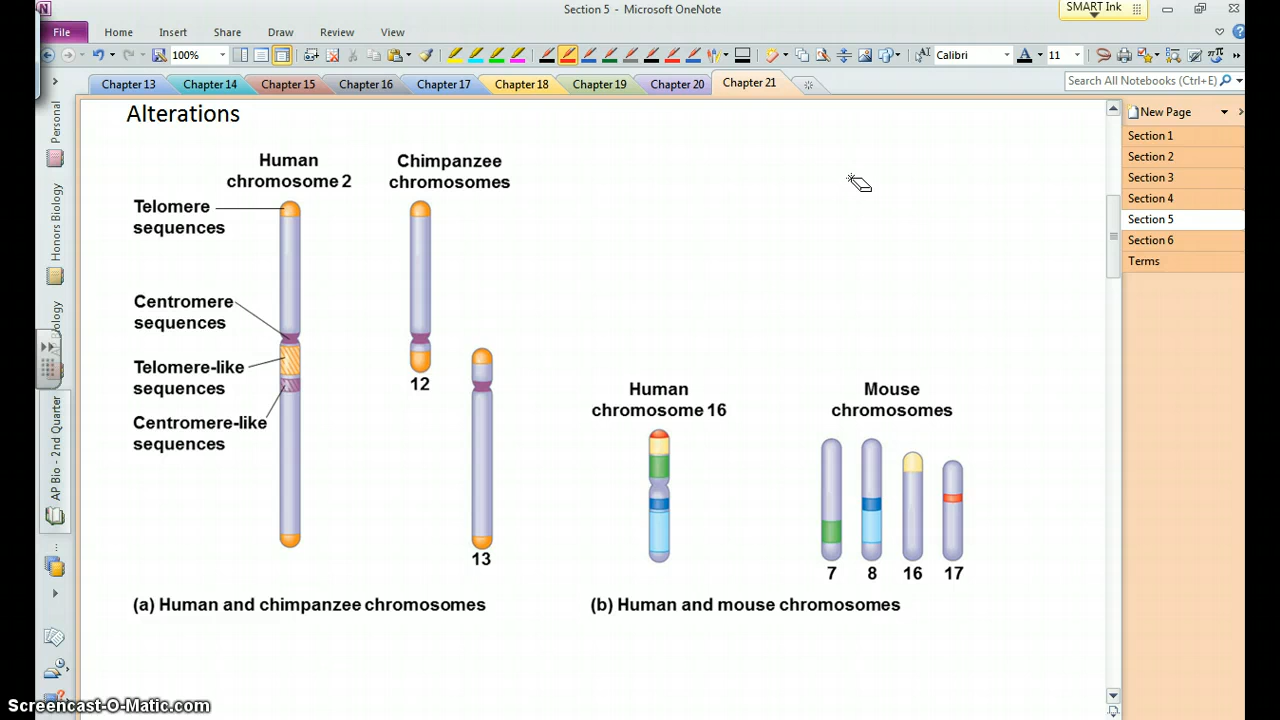 Section 5 - Microsoft OneNote
SMART Ink
File Home Insert Share Draw Review View
100%
Calibri
A
11
Chapter 13 Chapter 14 Chapter 15 Chapter 16 Chapter 17 Chapter 18 Chapter 19 Chapter 20 Chapter 21
Search All Notebooks (Ctrl+E)
Personal
Honors Biology
AP Bio - 2nd Quarter
New Page
Section 1
Section 2
Section 3
Section 4
Section 5
Section 6
Terms
Alterations
Human
chromosome 2
Chimpanzee
chromosomes
Telomere
sequences
Centromere
sequences
Telomere-like
sequences
Centromere-like
sequences
12
13
(a) Human and chimpanzee chromosomes
Human
chromosome 16
Mouse
chromosomes
7 8 16 17
(b) Human and mouse chromosomes
Screencast-O-Matic.com